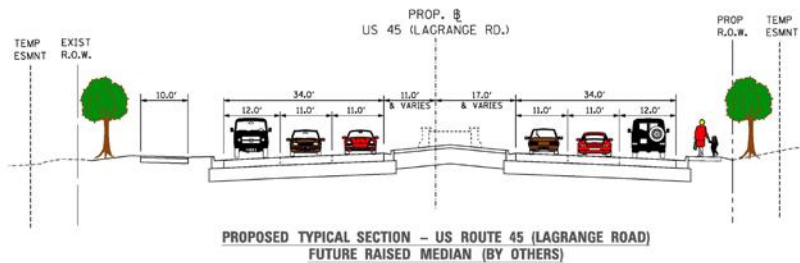 PROP. ⅊
US 45 (LAGRANGE RD.)
TEMP
ESMNT
EXIST
R.O.W.
PROP
R.O.W.
TEMP
ESMNT
10.0' 34.0' 11.0' 17.0' 34.0'
& VARIES & VARIES
12.0' 11.0' 11.0' 11.0' 11.0' 12.0'
PROPOSED TYPICAL SECTION – US ROUTE 45 (LAGRANGE ROAD)
FUTURE RAISED MEDIAN (BY OTHERS)